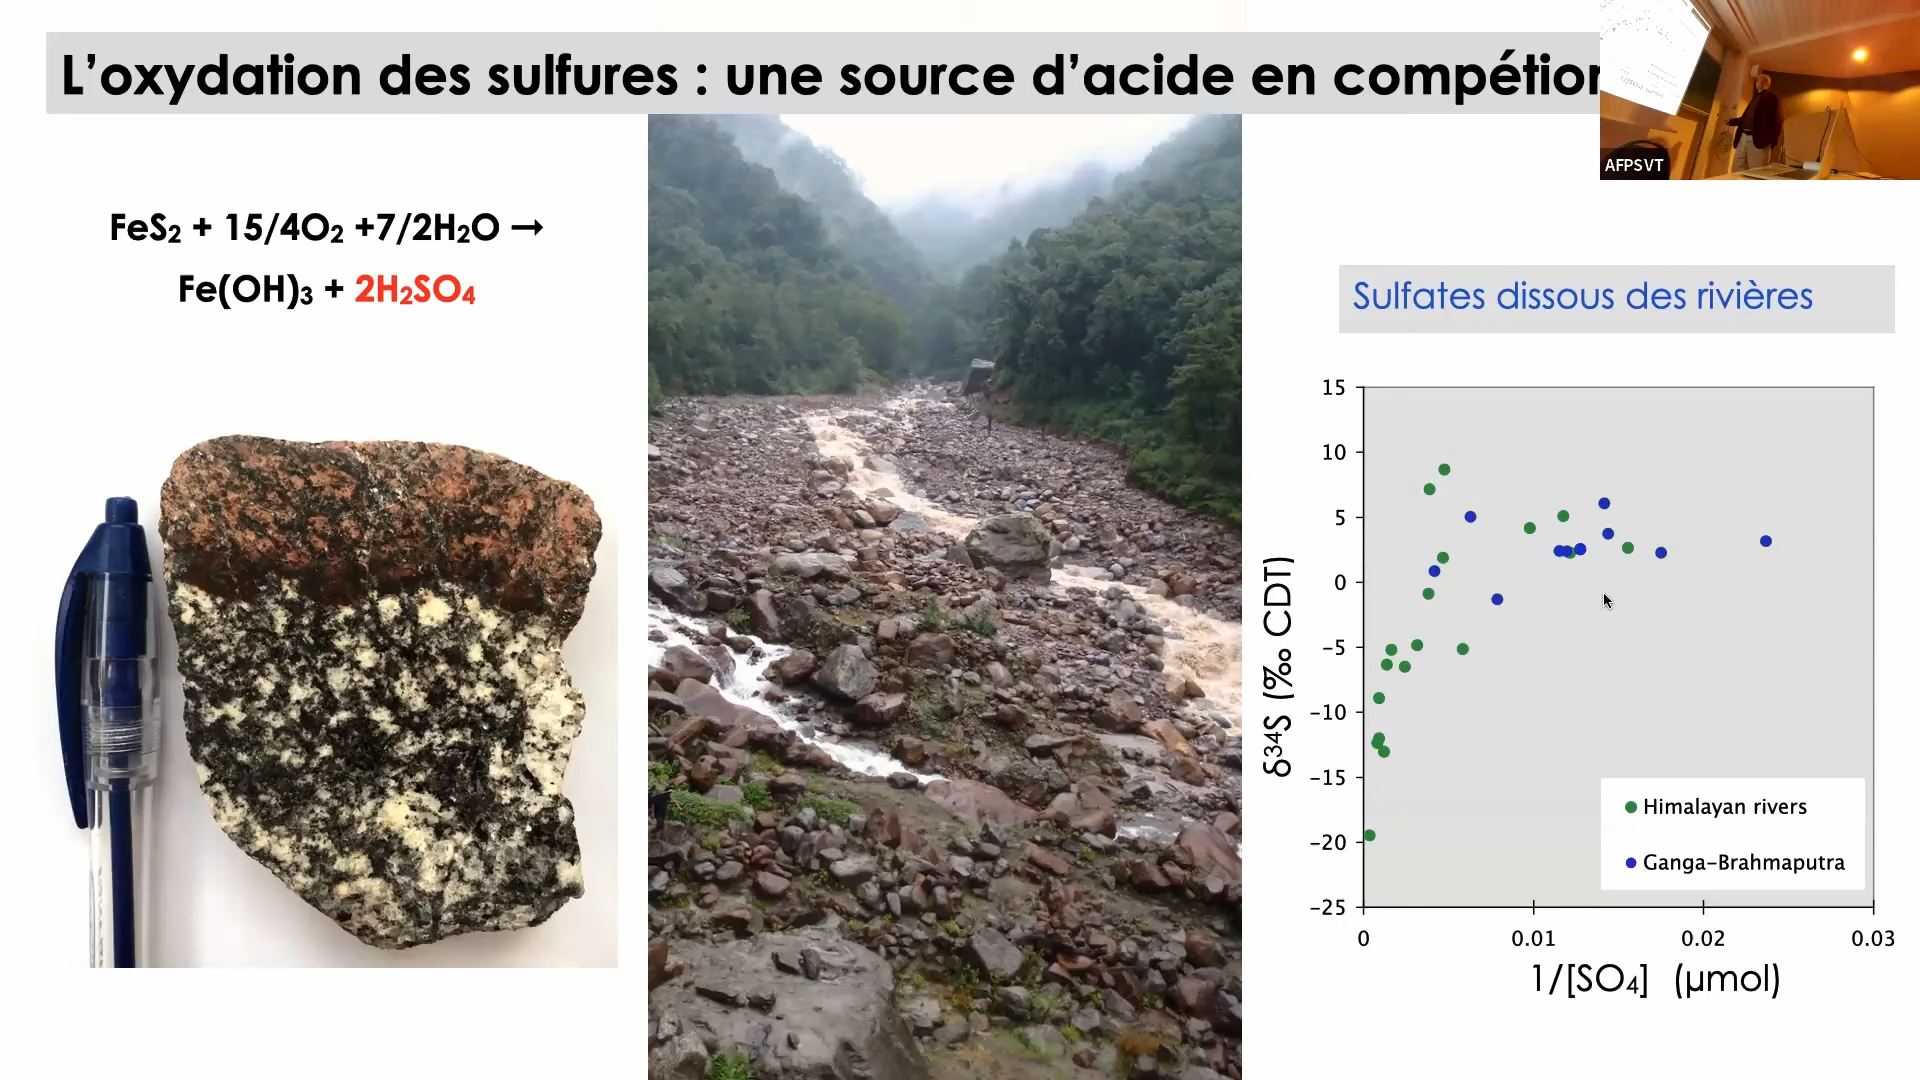 L'oxydation des sulfures : une source d'acide en compétion
AFPSVT
FeS₂ + 15/4O₂ +7/2H₂O →
Fe(OH)₃ + 2H₂SO₄
Sulfates dissous des rivières
15
10
5
0
−5
−10
−15
−20
−25
δ³⁴S (‰ CDT)
Himalayan rivers
Ganga−Brahmaputra
0 0.01 0.02 0.03
1/[SO₄] (µmol)